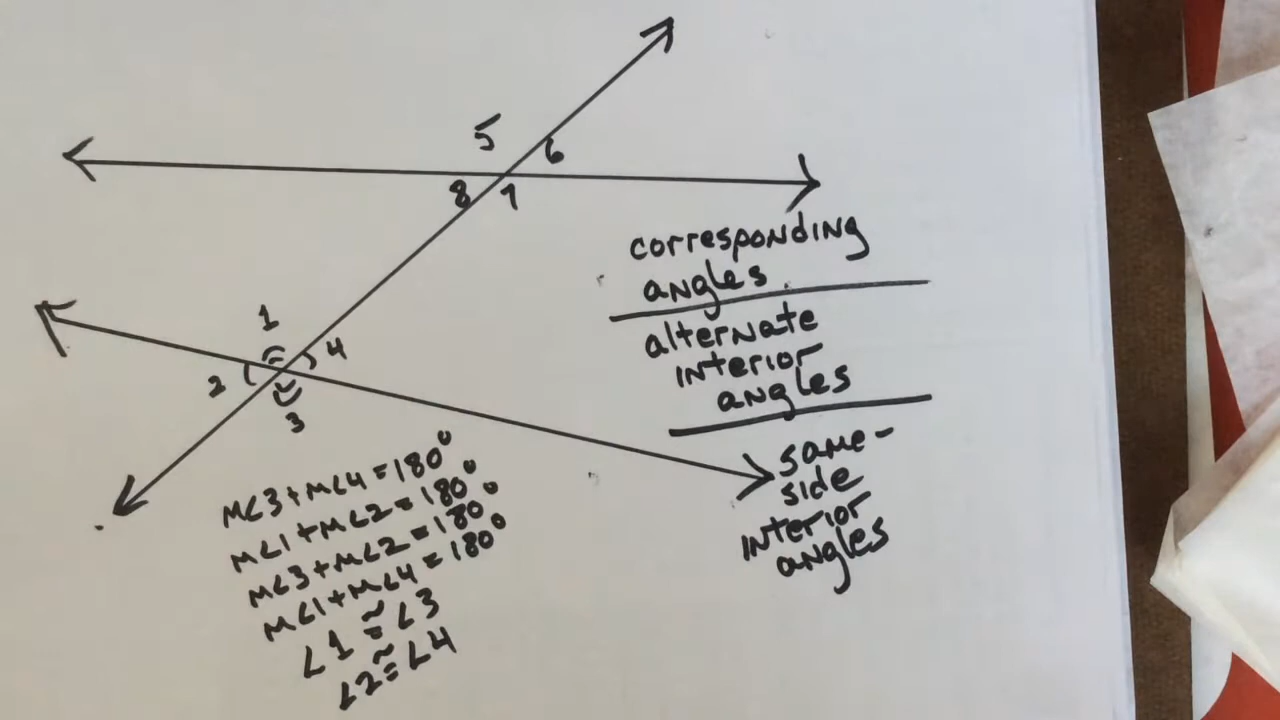 5
6
8
7
1
4
2
3
corresponding
angles
alternate
interior
angles
same-
side
interior
angles
m∠3+m∠4=180°
m∠1+m∠2=180°
m∠3+m∠2=180°
m∠1+m∠4=180°
∠1≅∠3
∠2≅∠4